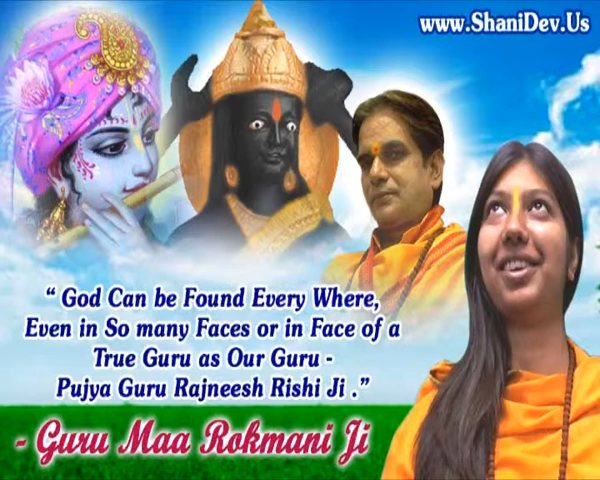 www.ShaniDev.Us
“ God Can be Found Every Where,
Even in So many Faces or in Face of a
True Guru as Our Guru -
Pujya Guru Rajneesh Rishi Ji .”
- Guru Maa Rokmani Ji